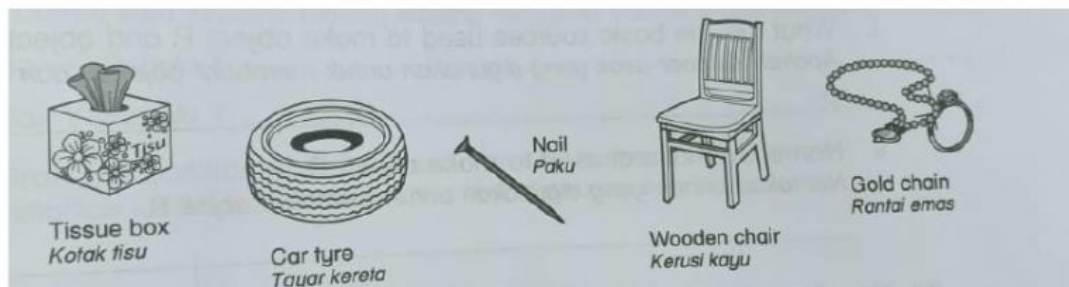 Tisu
Tissue box
Kotak tisu
Car tyre
Tayar kereta
Nail
Paku
Wooden chair
Kerusi kayu
Gold chain
Rantai emas